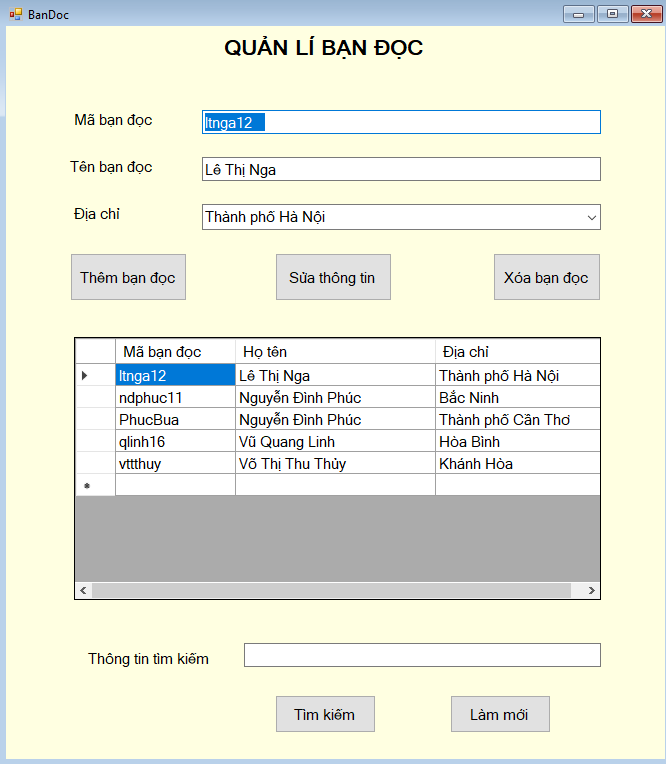 BanDoc
QUẢN LÍ BẠN ĐỌC
Mã bạn đọc ltnga12
Tên bạn đọc Lê Thị Nga
Địa chỉ Thành phố Hà Nội
Thêm bạn đọc Sửa thông tin Xóa bạn đọc
Mã bạn đọc Họ tên Địa chỉ
ltnga12 Lê Thị Nga Thành phố Hà Nội
ndphuc11 Nguyễn Đình Phúc Bắc Ninh
PhucBua Nguyễn Đình Phúc Thành phố Cần Thơ
qlinh16 Vũ Quang Linh Hòa Bình
vttthuy Võ Thị Thu Thủy Khánh Hòa
Thông tin tìm kiếm
Tìm kiếm Làm mới